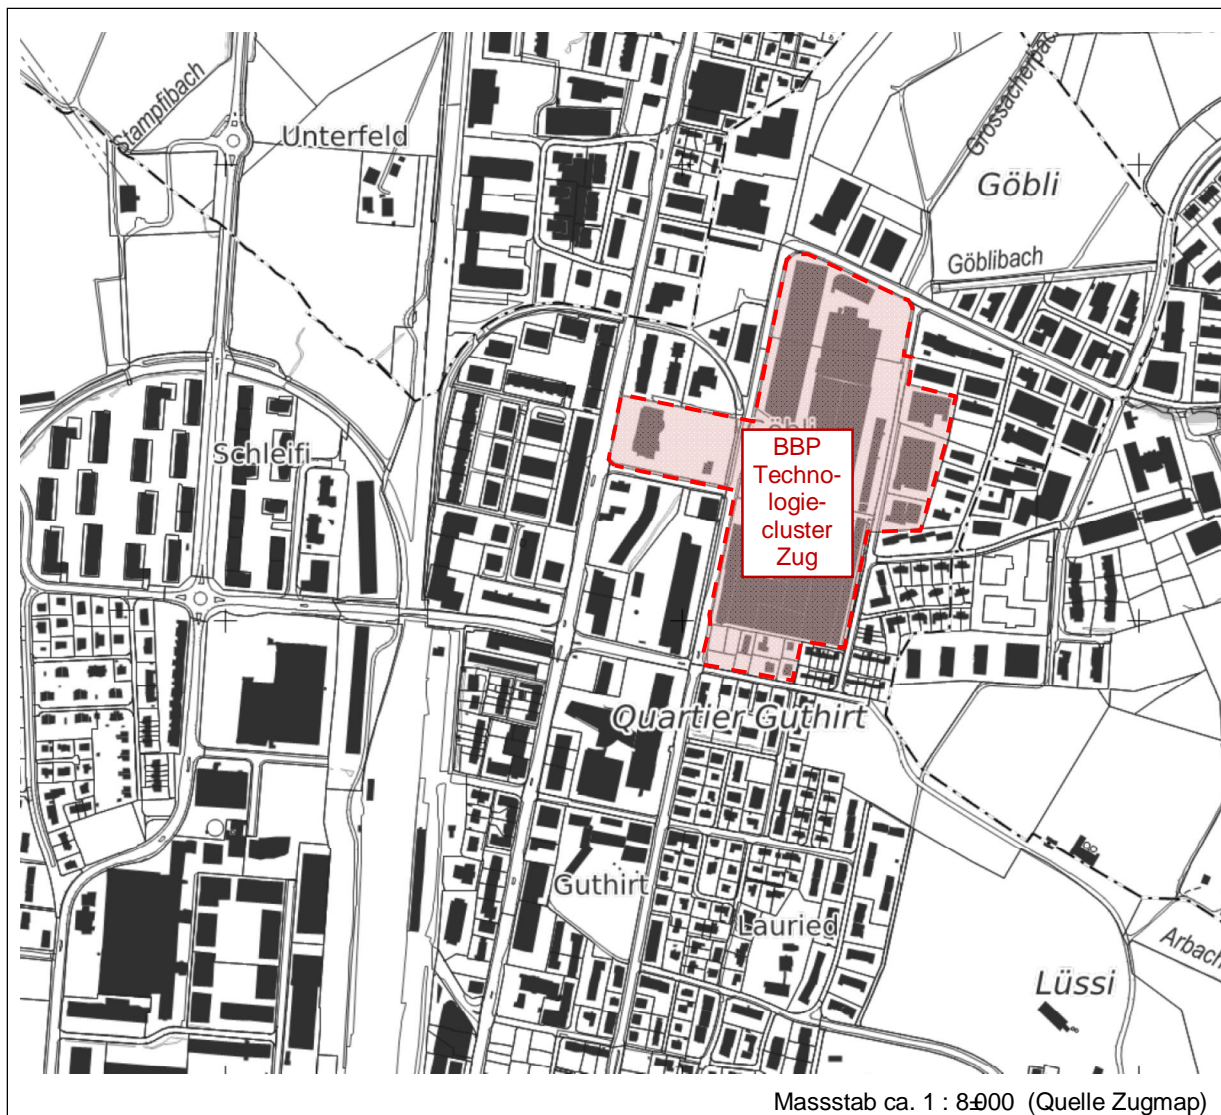 Stampfibach
Unterfeld
Grossacherbach
Göbli
Göblibach
Schleifi
BBP
Techno-
logie-
cluster
Zug
Quartier Guthirt
Guthirt
Lauried
Arbach
Lüssi
Massstab ca. 1 : 8±000 (Quelle Zugmap)